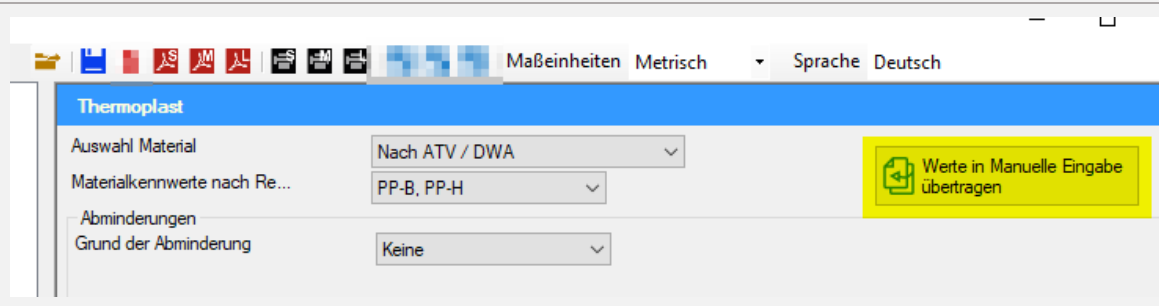 S M L S M L Maßeinheiten Metrisch Sprache Deutsch
Thermoplast
Auswahl Material Nach ATV / DWA
Werte in Manuelle Eingabe
übertragen
Materialkennwerte nach Re... PP-B, PP-H
Abminderungen
Grund der Abminderung Keine